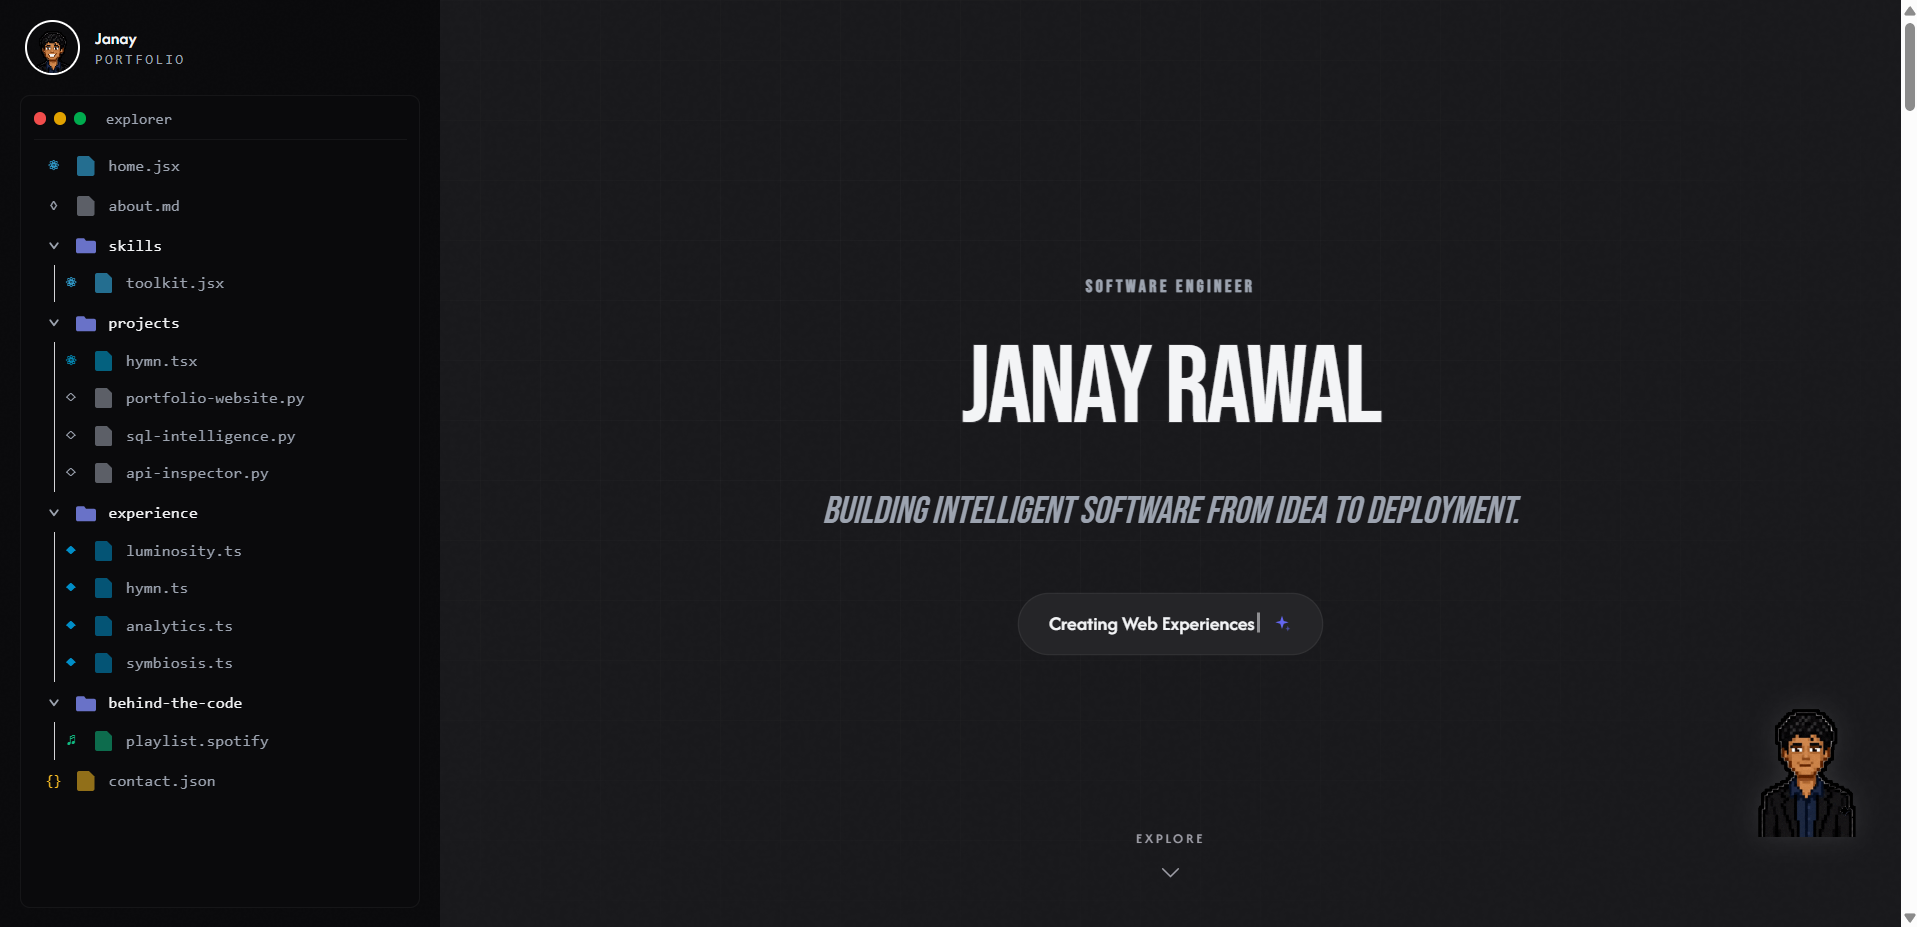 Janay
PORTFOLIO
explorer
home.jsx
about.md
skills
toolkit.jsx
projects
hymn.tsx
portfolio-website.py
sql-intelligence.py
api-inspector.py
experience
luminosity.ts
hymn.ts
analytics.ts
symbiosis.ts
behind-the-code
playlist.spotify
{} contact.json
SOFTWARE ENGINEER
JANAY RAWAL
BUILDING INTELLIGENT SOFTWARE FROM IDEA TO DEPLOYMENT.
Creating Web Experiences|
EXPLORE